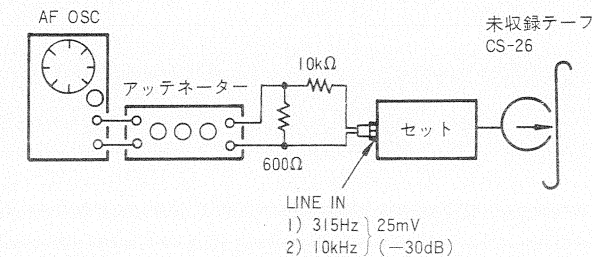 AF OSC
アッテネーター
10kΩ
600Ω
セット
未収録テープ
CS-26
LINE IN
1) 315Hz } 25mV
2) 10kHz } (−30dB)